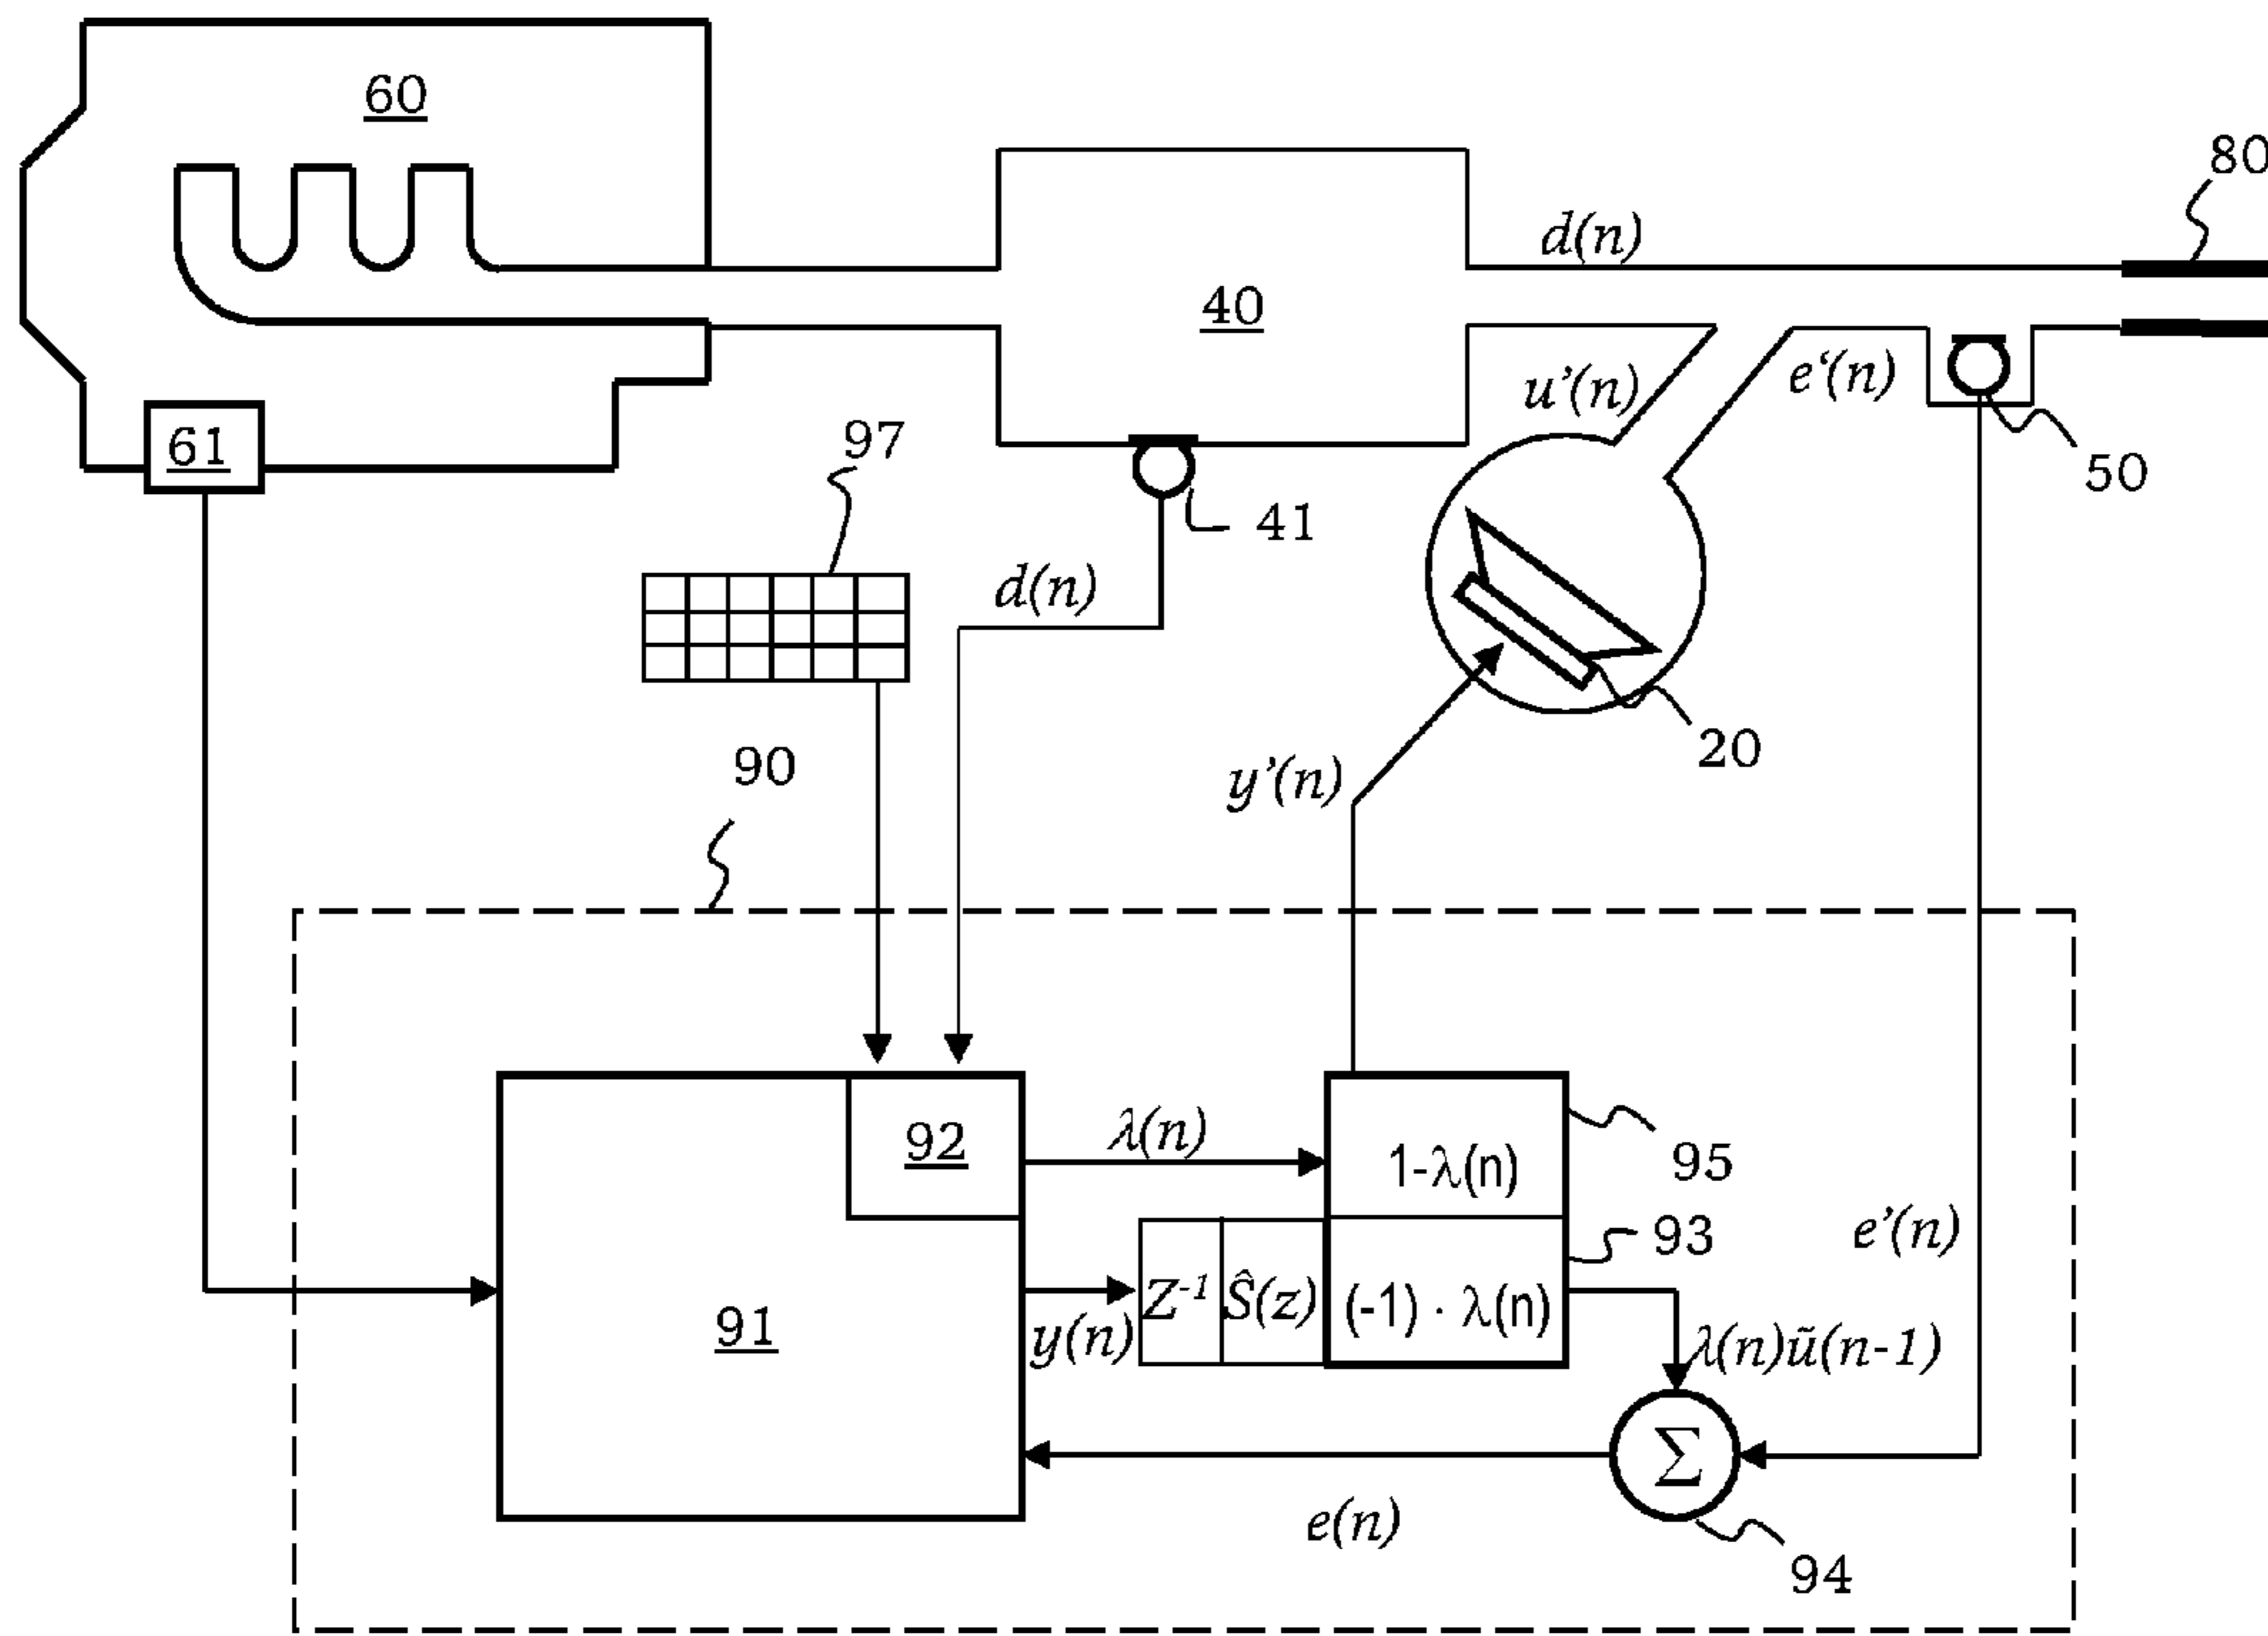 60
80
d(n)
40
u’(n)
e‘(n)
61
97
50
41
d(n)
20
90
y’(n)
92
λ(n)
1-λ(n)
95
93
e’(n)
91
y(n)
Z⁻¹
Ŝ(z)
(-1) · λ(n)
λ(n)ũ(n-1)
Σ
e(n)
94